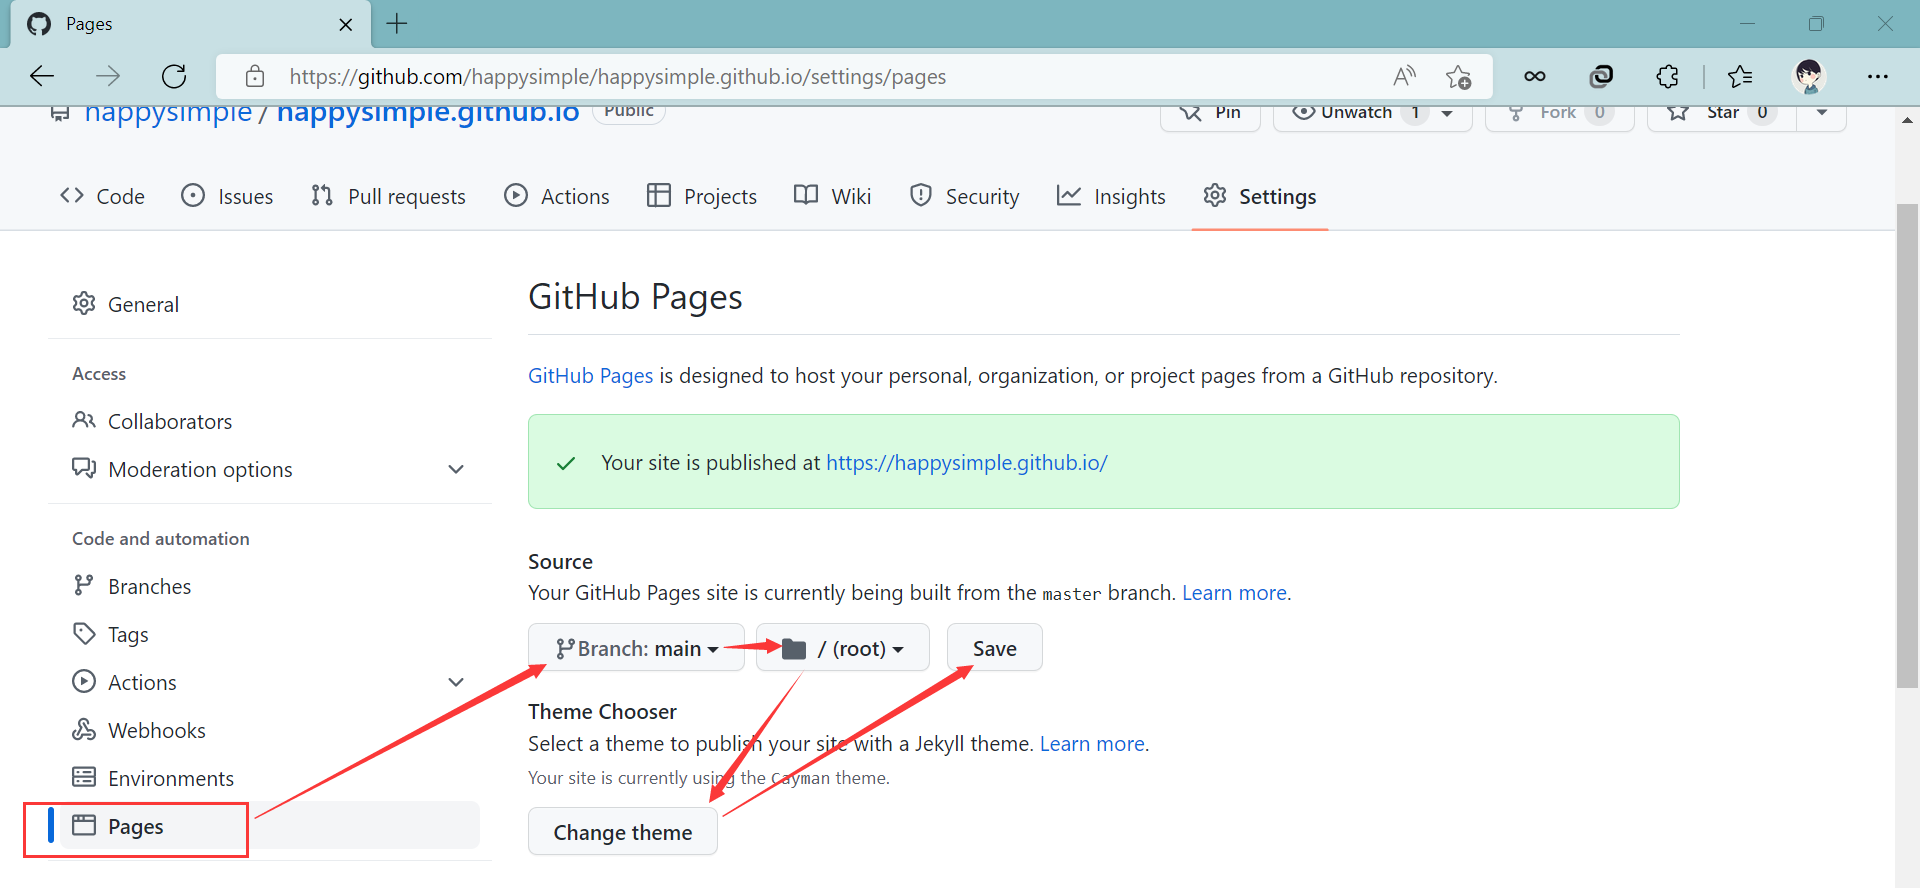 Pages
https://github.com/happysimple/happysimple.github.io/settings/pages
happysimple / happysimple.github.io Public
Pin Unwatch 1 Fork 0 Star 0
Code Issues Pull requests Actions Projects Wiki Security Insights Settings
General
Access
Collaborators
Moderation options
Code and automation
Branches
Tags
Actions
Webhooks
Environments
Pages
GitHub Pages
GitHub Pages is designed to host your personal, organization, or project pages from a GitHub repository.
Your site is published at https://happysimple.github.io/
Source
Your GitHub Pages site is currently being built from the master branch. Learn more.
Branch: main / (root) Save
Theme Chooser
Select a theme to publish your site with a Jekyll theme. Learn more.
Your site is currently using the Cayman theme.
Change theme